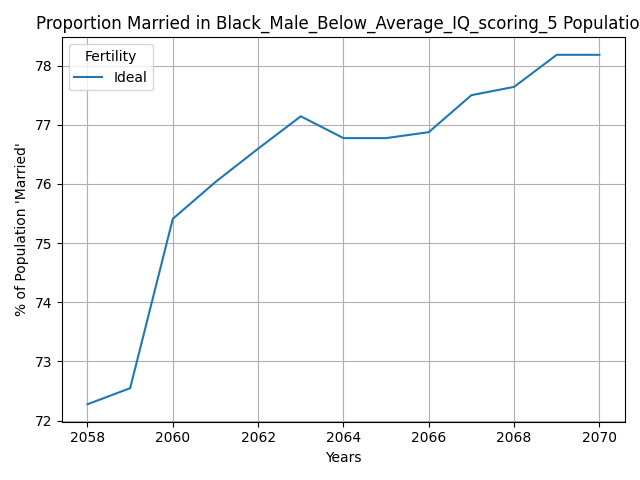 Proportion Married in Black_Male_Below_Average_IQ_scoring_5 Populatio
Fertility
Ideal
% of Population 'Married'
78
77
76
75
74
73
72
2058 2060 2062 2064 2066 2068 2070
Years